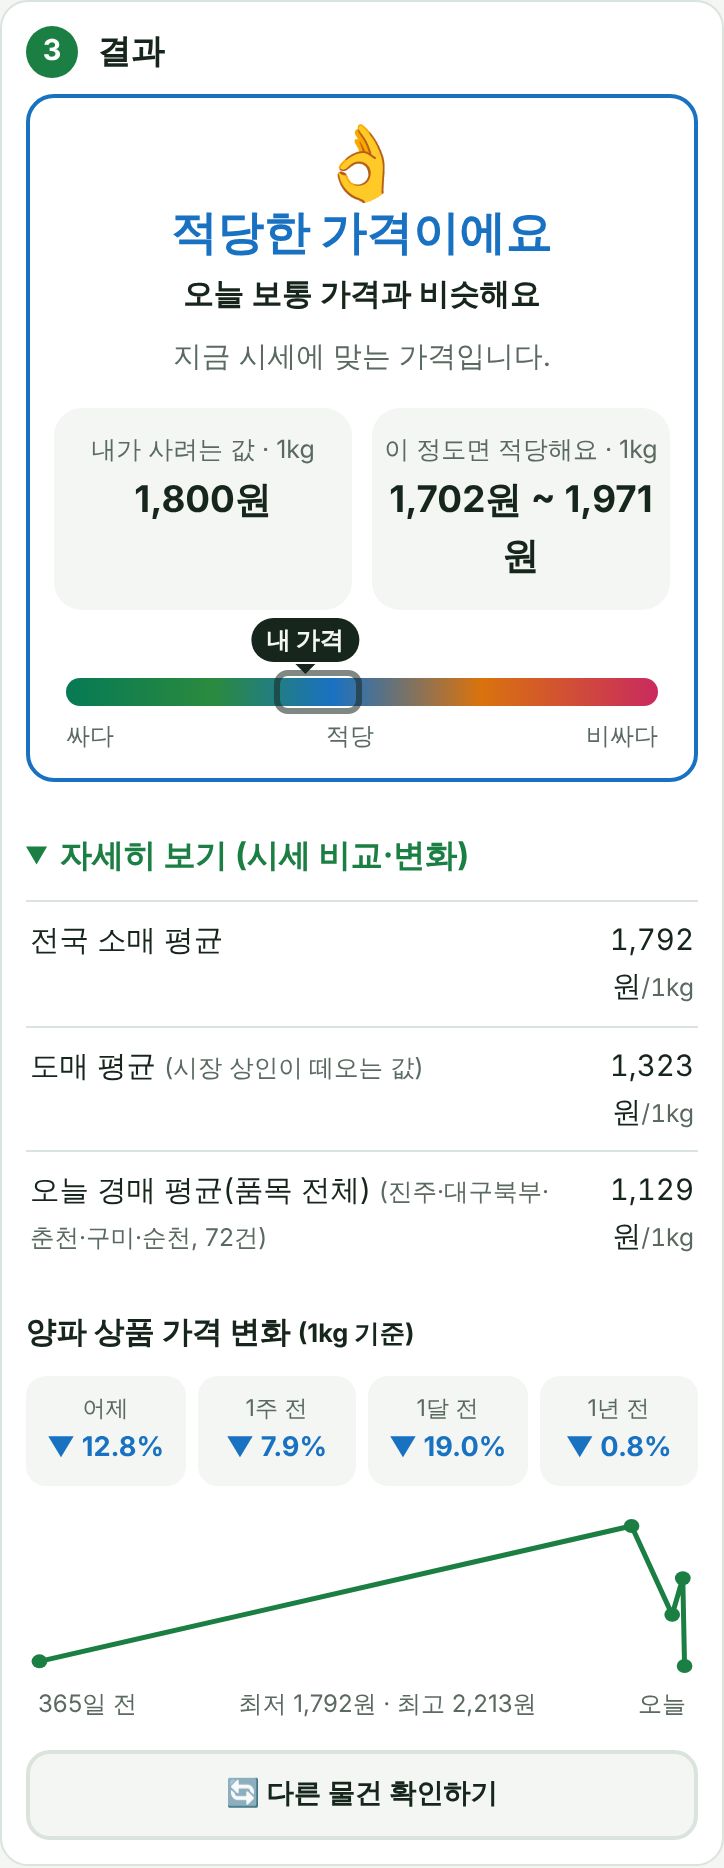 3 결과
적당한 가격이에요
오늘 보통 가격과 비슷해요
지금 시세에 맞는 가격입니다.
내가 사려는 값 · 1kg
1,800원
이 정도면 적당해요 · 1kg
1,702원 ~ 1,971
원
내 가격
싸다 적당 비싸다
▼ 자세히 보기 (시세 비교·변화)
전국 소매 평균 1,792
원/1kg
도매 평균 (시장 상인이 떼오는 값) 1,323
원/1kg
오늘 경매 평균(품목 전체) (진주·대구북부· 1,129
춘천·구미·순천, 72건) 원/1kg
양파 상품 가격 변화 (1kg 기준)
어제 1주 전 1달 전 1년 전
▼ 12.8% ▼ 7.9% ▼ 19.0% ▼ 0.8%
365일 전 최저 1,792원 · 최고 2,213원 오늘
🔄 다른 물건 확인하기